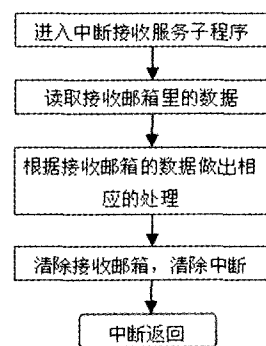 进入中断接收服务子程序
读取接收邮箱里的数据
根据接收邮箱的数据做出相
应的处理
清除接收邮箱，清除中断
中断返回